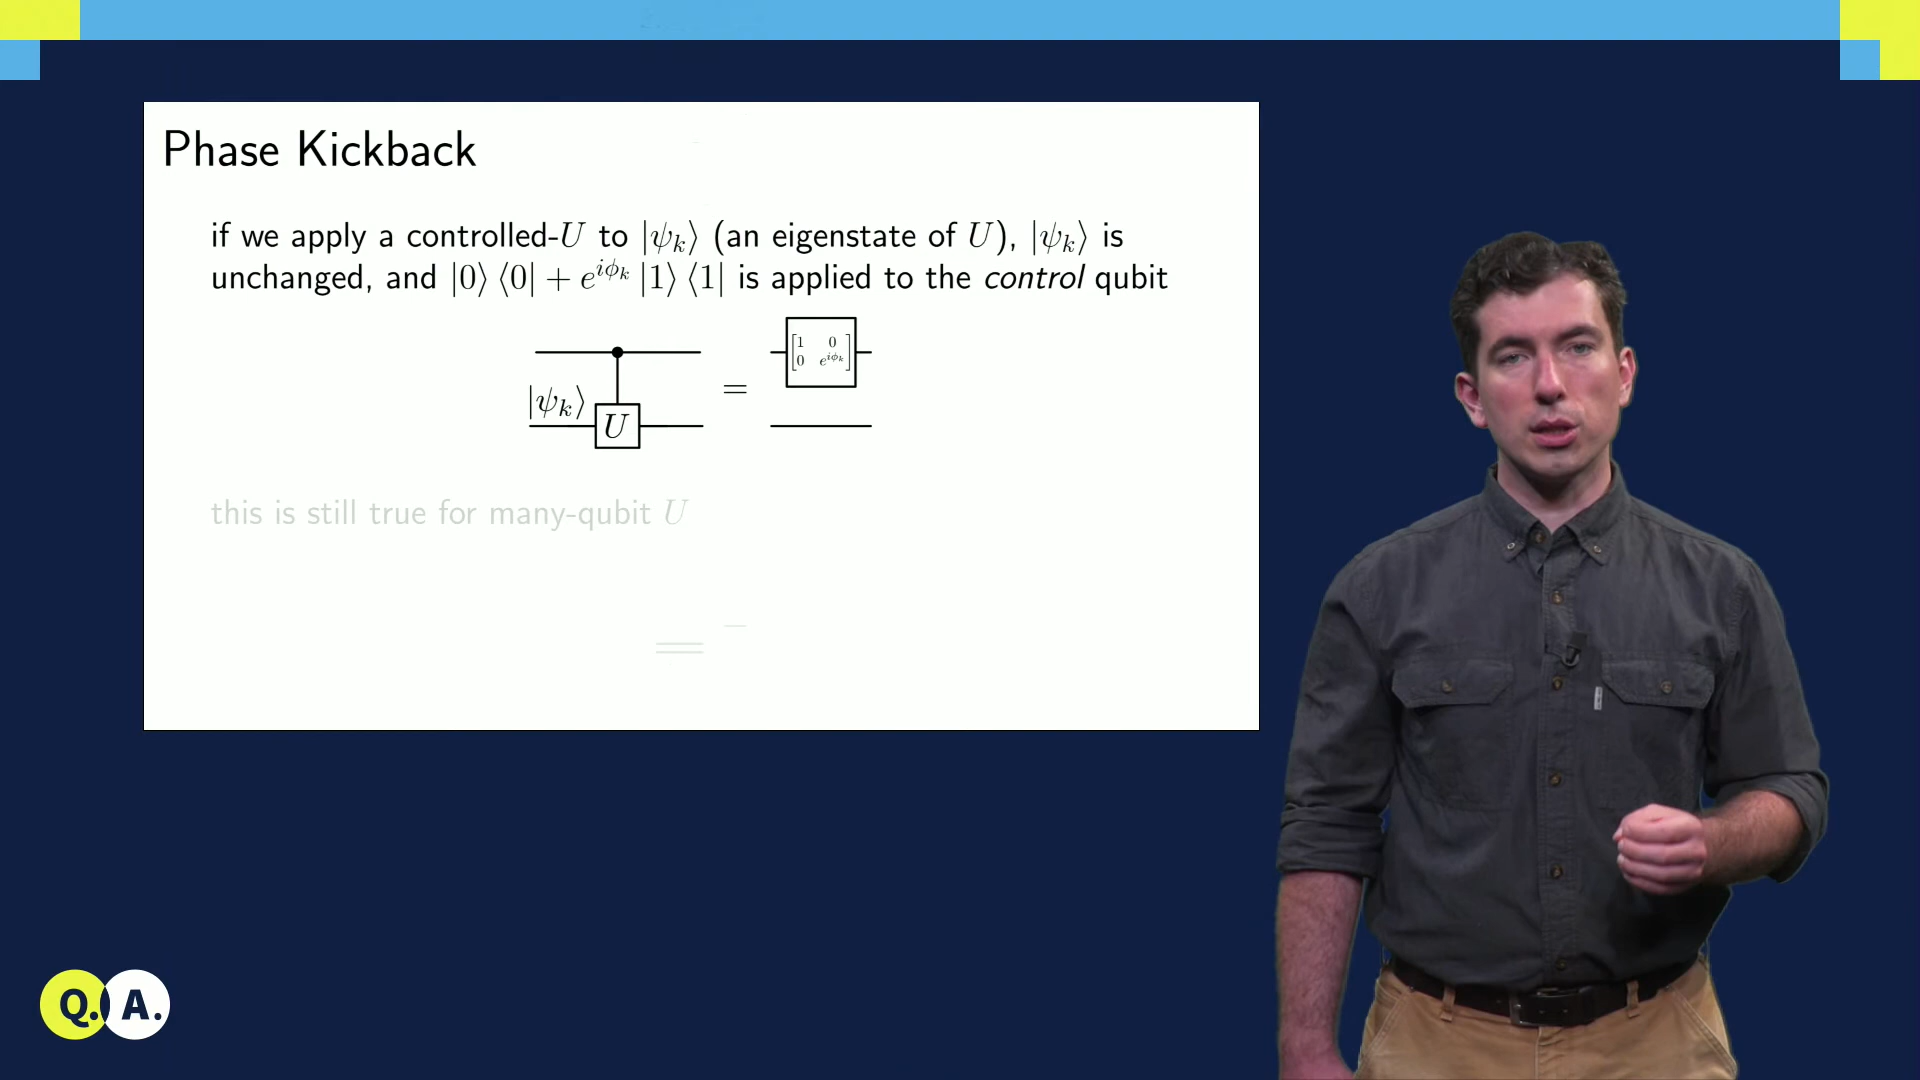 Phase Kickback
if we apply a controlled-U to |ψ_k⟩ (an eigenstate of U), |ψ_k⟩ is
unchanged, and |0⟩⟨0| + e^{iϕ_k} |1⟩⟨1| is applied to the control qubit
[1 0
0 e^{iϕ_k}]
=
|ψ_k⟩
U
this is still true for many-qubit U
=
Q. A.